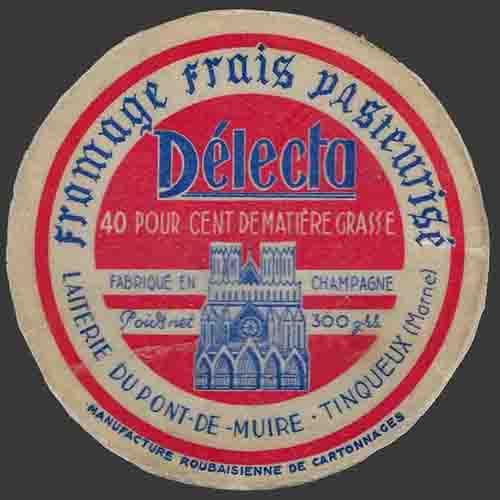 Fromage frais pasteurisé
Délecta
40 POUR CENT DE MATIÈRE GRASSE
FABRIQUÉ EN CHAMPAGNE
Poids net 300 grs.
LAITERIE DU PONT-DE-MUIRE · TINQUEUX (Marne)
MANUFACTURE ROUBAISIENNE DE CARTONNAGES